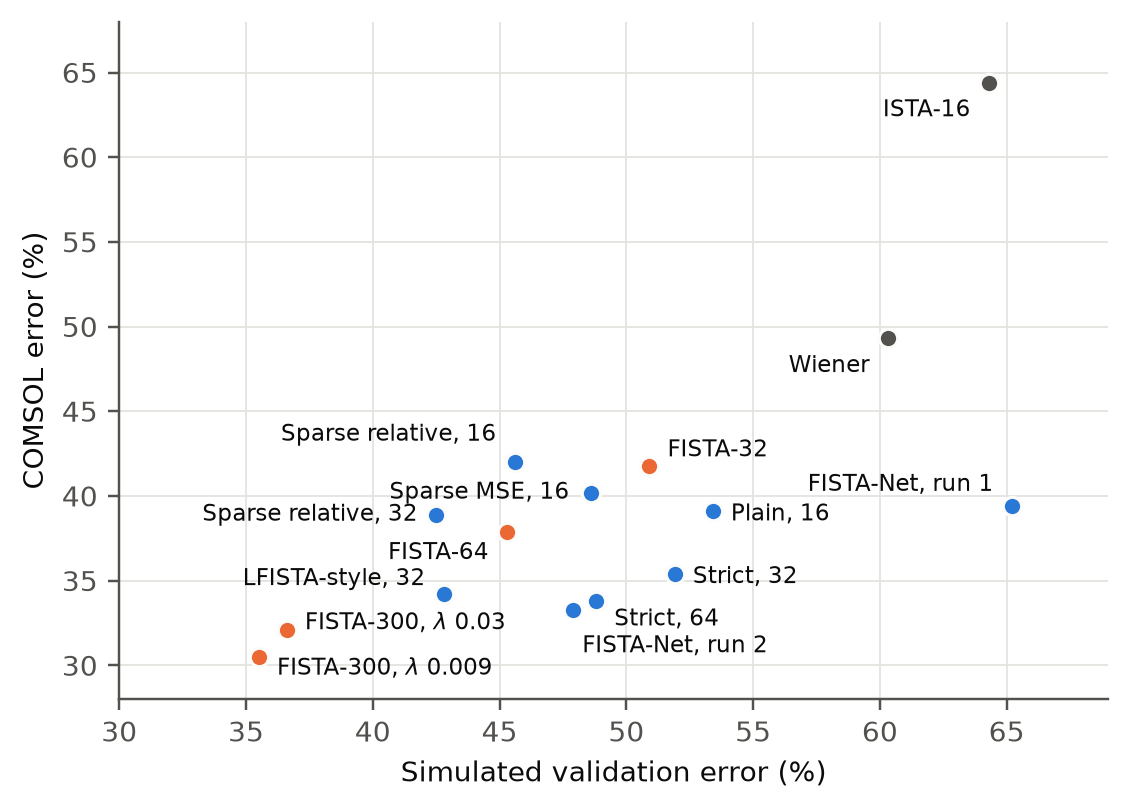 65
ISTA-16
60
55
50
Wiener
45
Sparse relative, 16
FISTA-32
FISTA-Net, run 1
Sparse MSE, 16
40
Sparse relative, 32
Plain, 16
FISTA-64
LFISTA-style, 32
35
Strict, 32
FISTA-300, λ 0.03
Strict, 64
FISTA-Net, run 2
30
FISTA-300, λ 0.009
COMSOL error (%)
30 35 40 45 50 55 60 65
Simulated validation error (%)